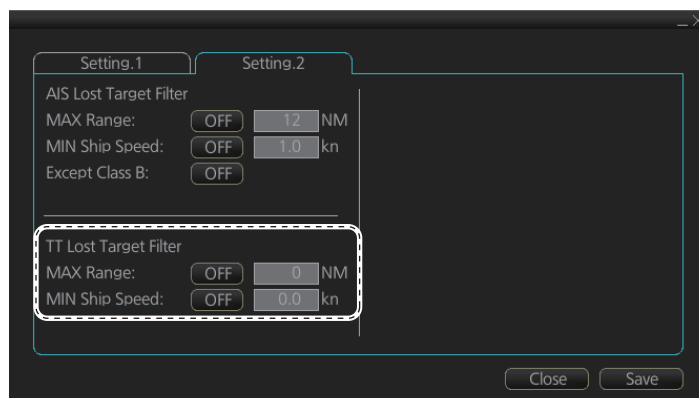 Setting.1 Setting.2
AIS Lost Target Filter
MAX Range: OFF 12 NM
MIN Ship Speed: OFF 1.0 kn
Except Class B: OFF
TT Lost Target Filter
MAX Range: OFF 0 NM
MIN Ship Speed: OFF 0.0 kn
Close Save